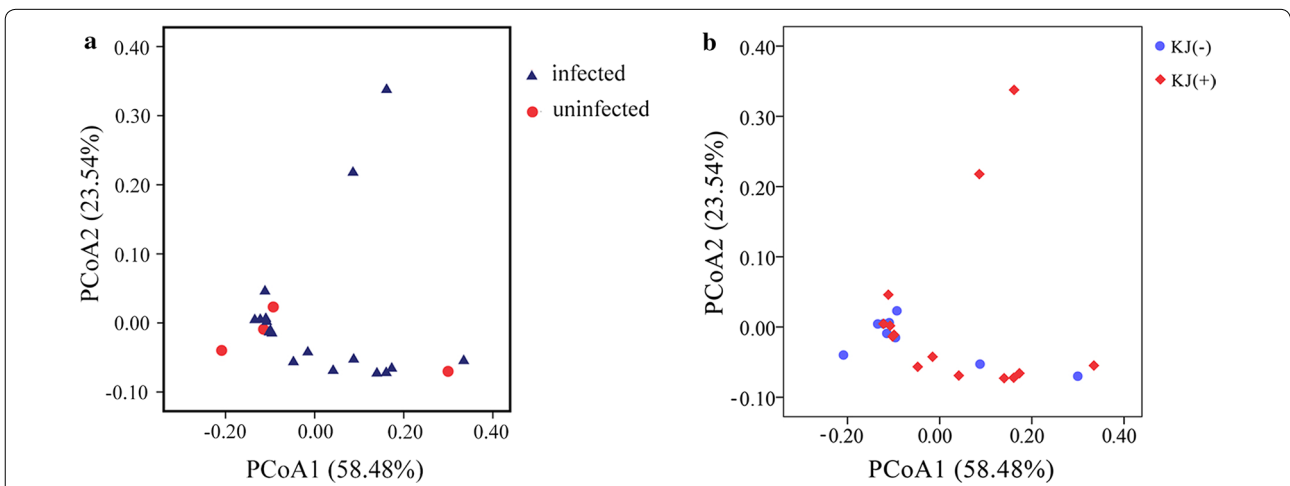 a
0.40
0.30
0.20
0.10
0.00
-0.10
-0.20 0.00 0.20 0.40
PCoA2 (23.54%)
PCoA1 (58.48%)
infected
uninfected
b
0.40
0.30
0.20
0.10
0.00
-0.10
-0.20 0.00 0.20 0.40
PCoA2 (23.54%)
PCoA1 (58.48%)
KJ(-)
KJ(+)